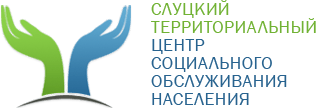 СЛУЦКИЙ
ТЕРРИТОРИАЛЬНЫЙ
ЦЕНТР
СОЦИАЛЬНОГО
ОБСЛУЖИВАНИЯ
НАСЕЛЕНИЯ